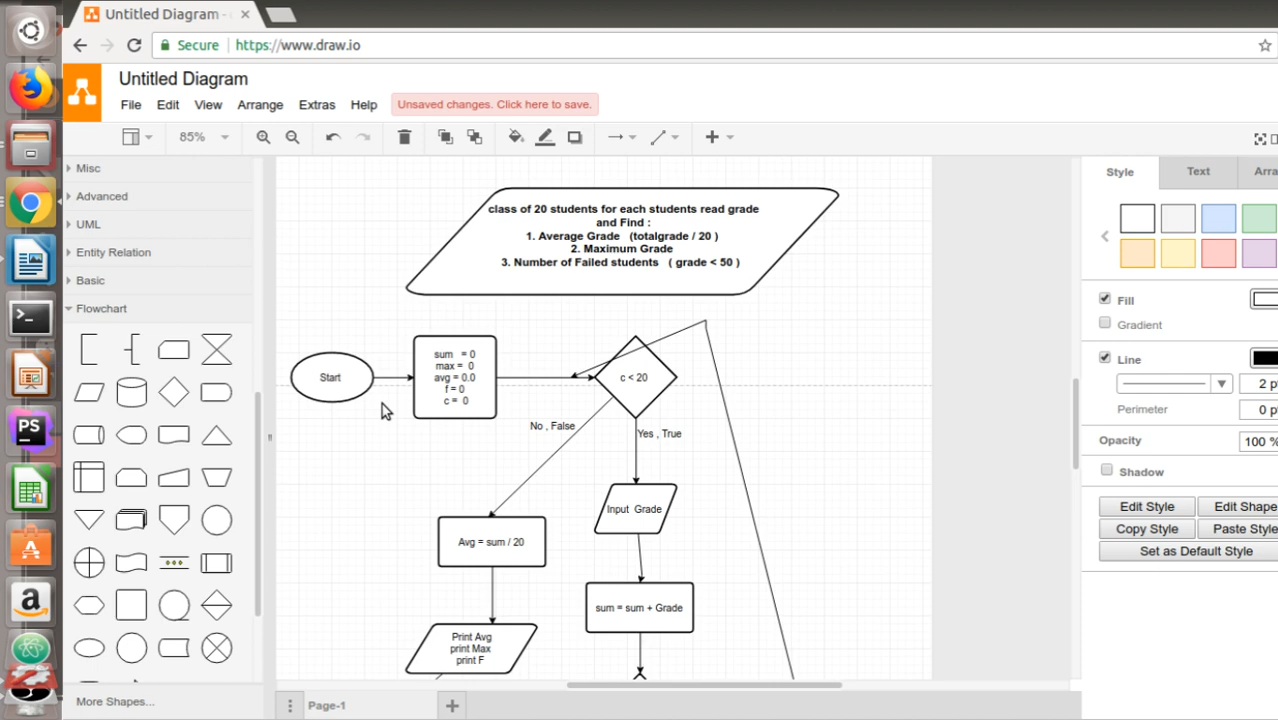 Untitled Diagram -
Secure https://www.draw.io
Untitled Diagram
File Edit View Arrange Extras Help Unsaved changes. Click here to save.
85%
Misc
Advanced
UML
Entity Relation
Basic
Flowchart
More Shapes...
class of 20 students for each students read grade
and Find :
1. Average Grade (totalgrade / 20 )
2. Maximum Grade
3. Number of Failed students ( grade < 50 )
Start
sum = 0
max = 0
avg = 0.0
f = 0
c = 0
c < 20
No , False
Yes , True
Input Grade
Avg = sum / 20
sum = sum + Grade
Print Avg
print Max
print F
Page-1
Style Text Arra
Fill
Gradient
Line
2 p
Perimeter 0 p
Opacity 100 %
Shadow
Edit Style Edit Shape
Copy Style Paste Style
Set as Default Style
PS
a